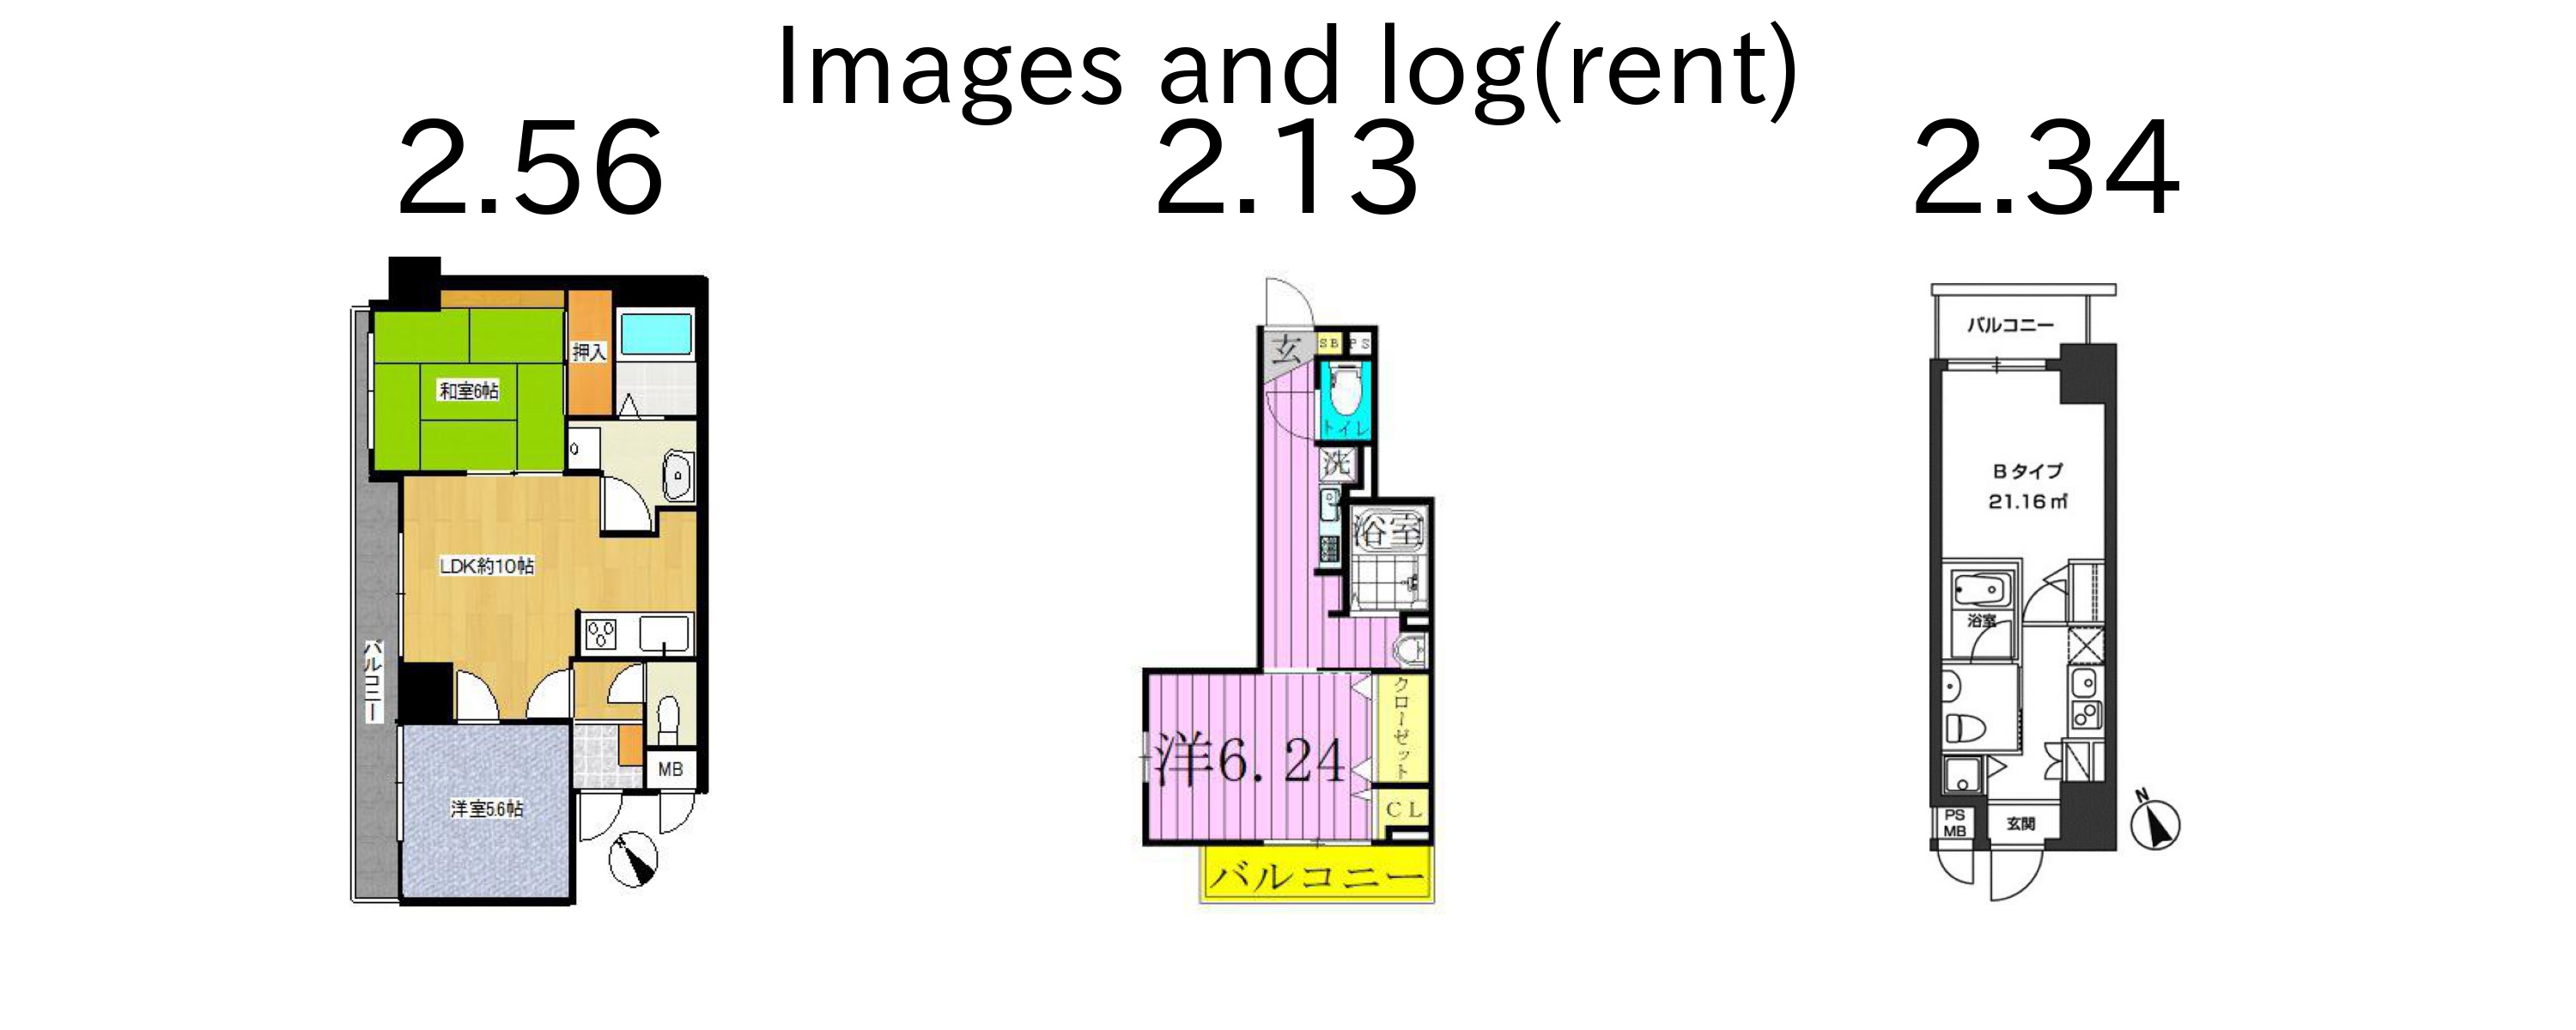 Images and log(rent)
2.56
2.13
2.34
押入
和室6帖
LDK約10帖
バルコニー
洋室5.6帖
MB
玄
SB
PS
トイレ
洗
浴室
クローゼット
洋6.24
CL
バルコニー
バルコニー
Bタイプ
21.16㎡
浴室
PS
MB
玄関
N